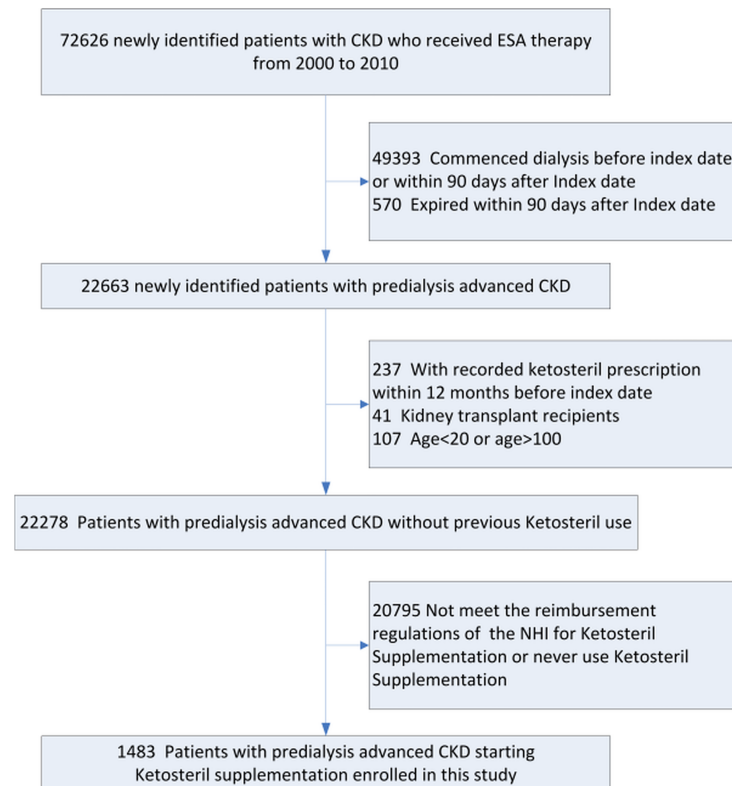 72626 newly identified patients with CKD who received ESA therapy
from 2000 to 2010
49393 Commenced dialysis before index date
or within 90 days after Index date
570 Expired within 90 days after Index date
22663 newly identified patients with predialysis advanced CKD
237 With recorded ketosteril prescription
within 12 months before index date
41 Kidney transplant recipients
107 Age<20 or age>100
22278 Patients with predialysis advanced CKD without previous Ketosteril use
20795 Not meet the reimbursement
regulations of the NHI for Ketosteril
Supplementation or never use Ketosteril
Supplementation
1483 Patients with predialysis advanced CKD starting
Ketosteril supplementation enrolled in this study